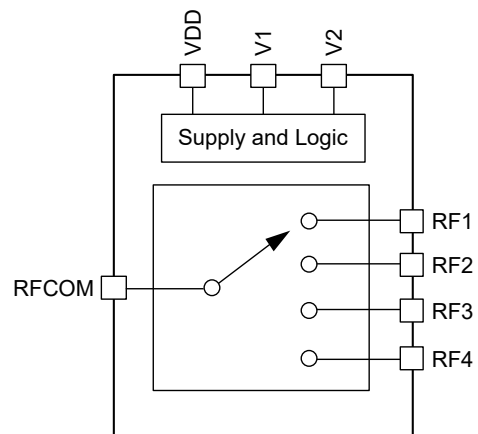 VDD
V1
V2
Supply and Logic
RF1
RF2
RFCOM
RF3
RF4